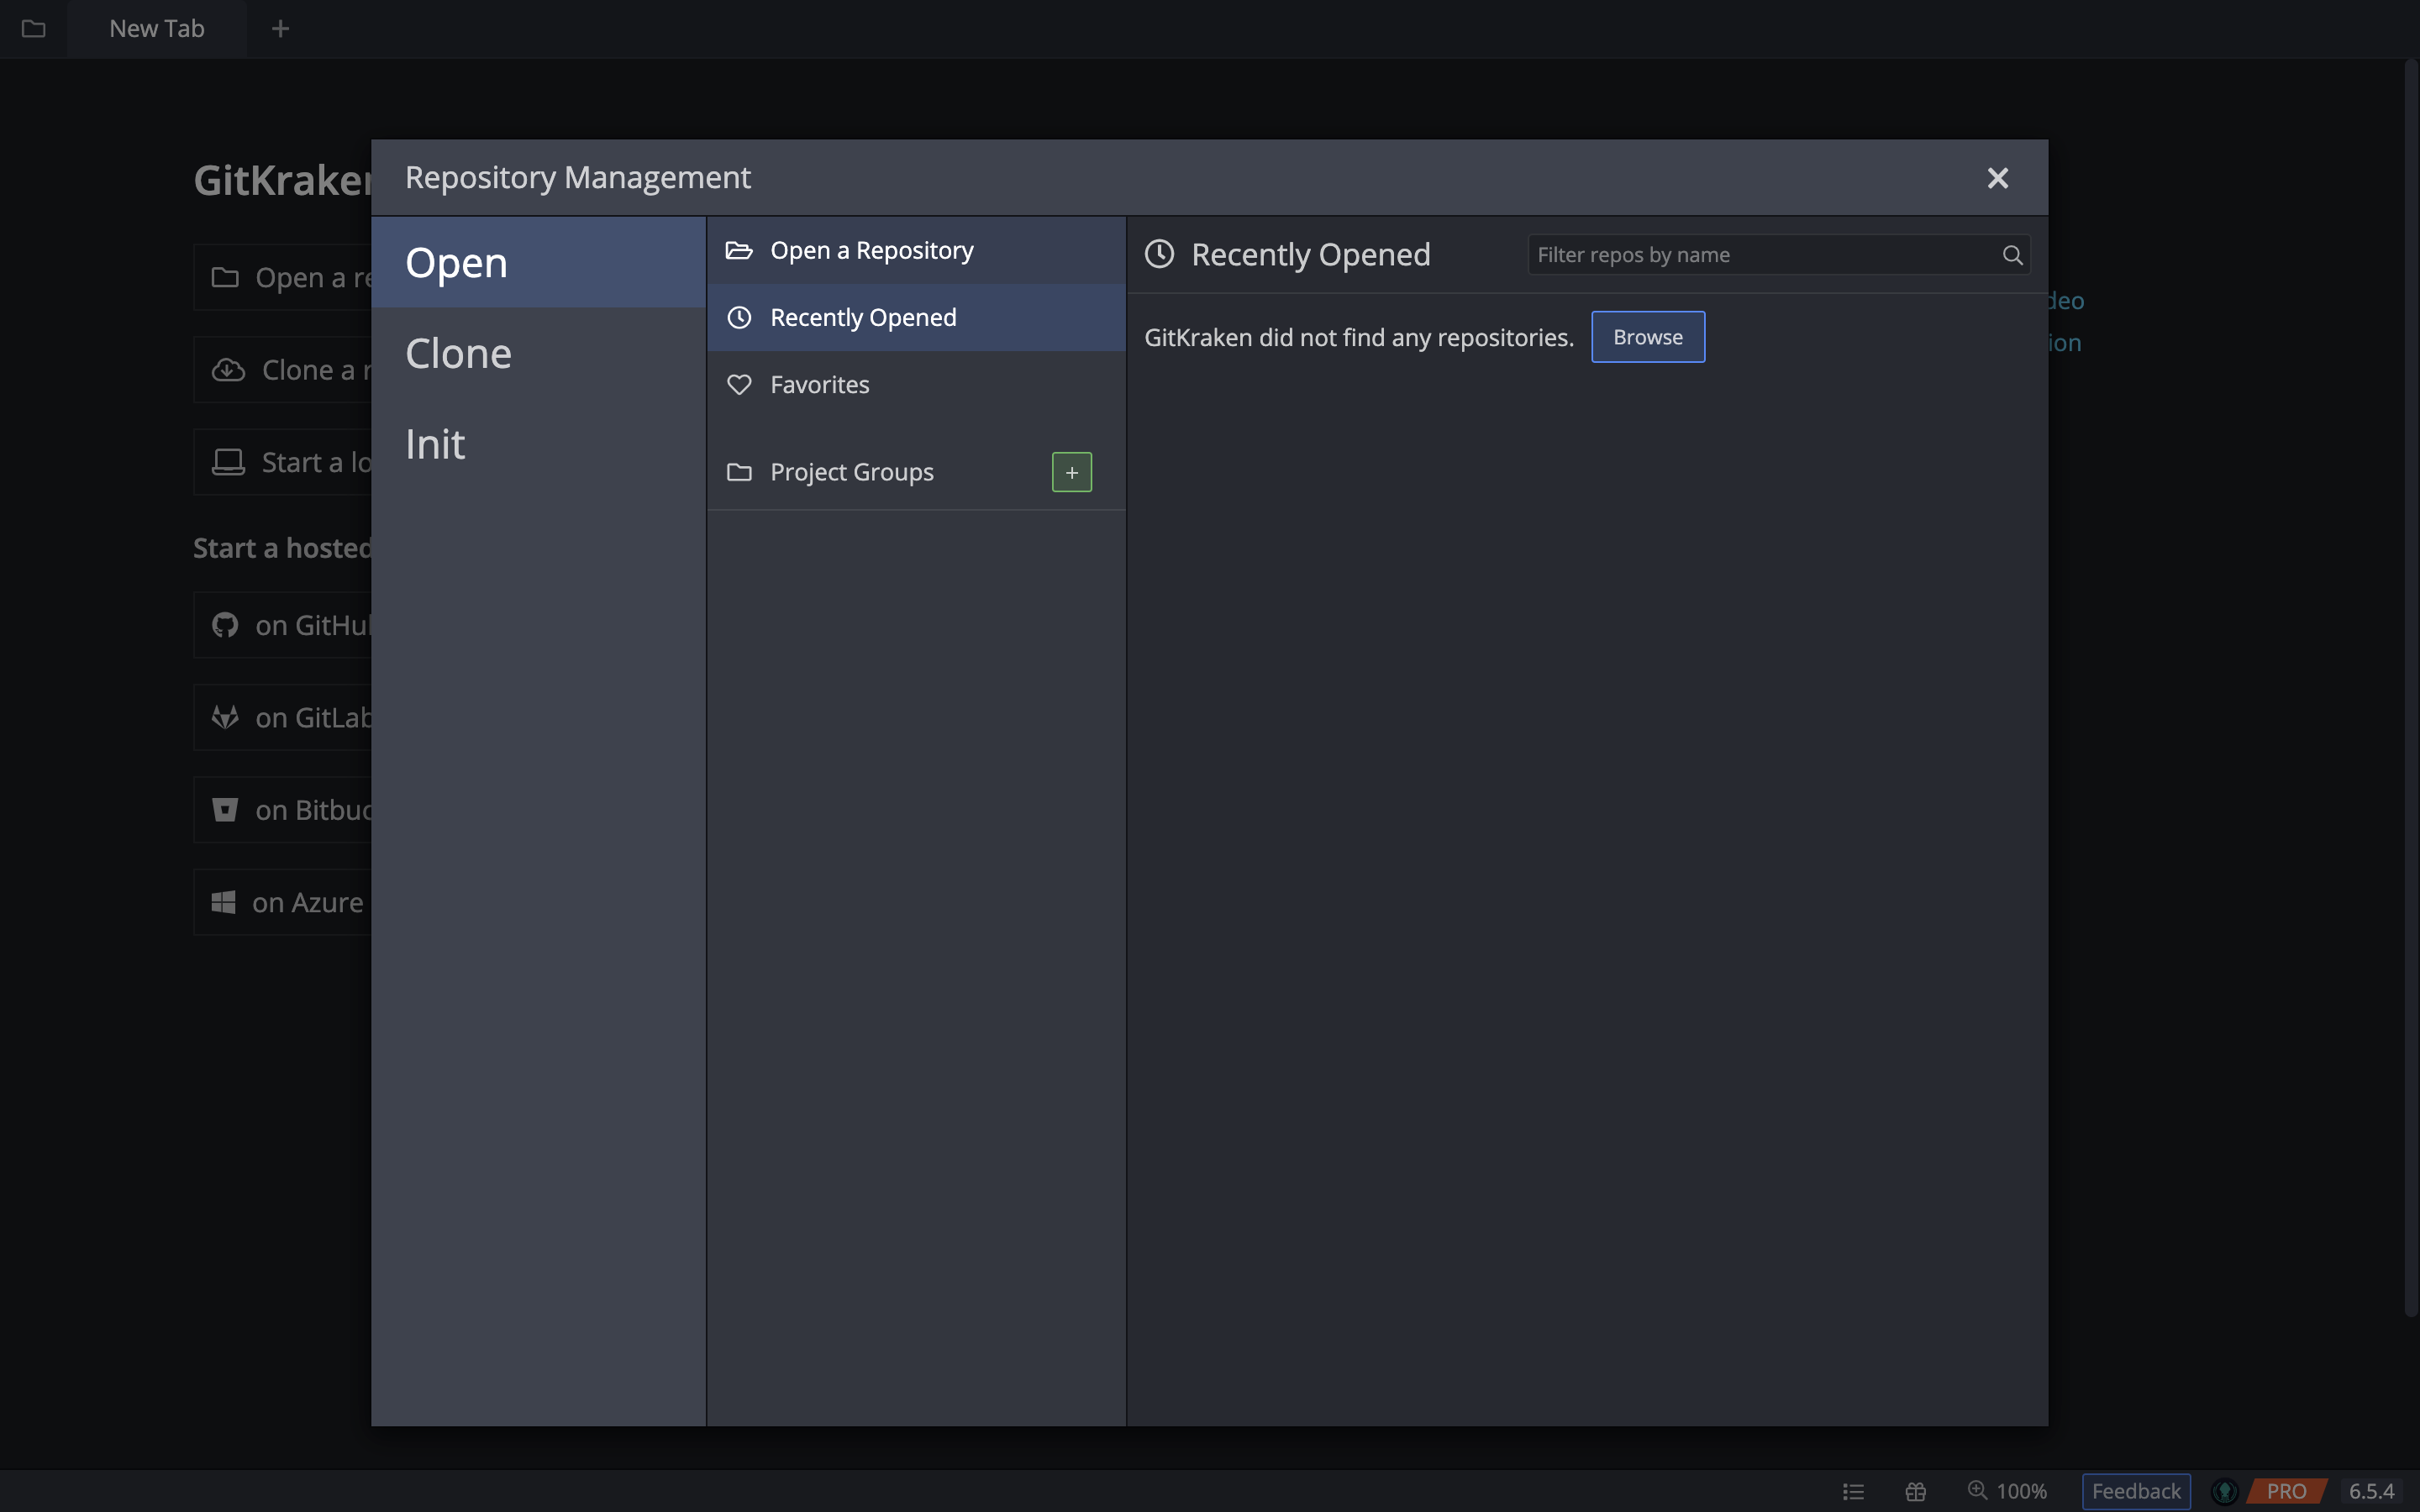 New Tab
GitKraken
Repository Management
Open
Clone
Init
Open a Repository
Recently Opened
Favorites
Project Groups
Recently Opened
Filter repos by name
GitKraken did not find any repositories.
Browse
Open a re
Clone a r
Start a lo
Start a hosted
on GitHub
on GitLab
on Bitbuc
on Azure
deo
ion
100%
Feedback
PRO
6.5.4